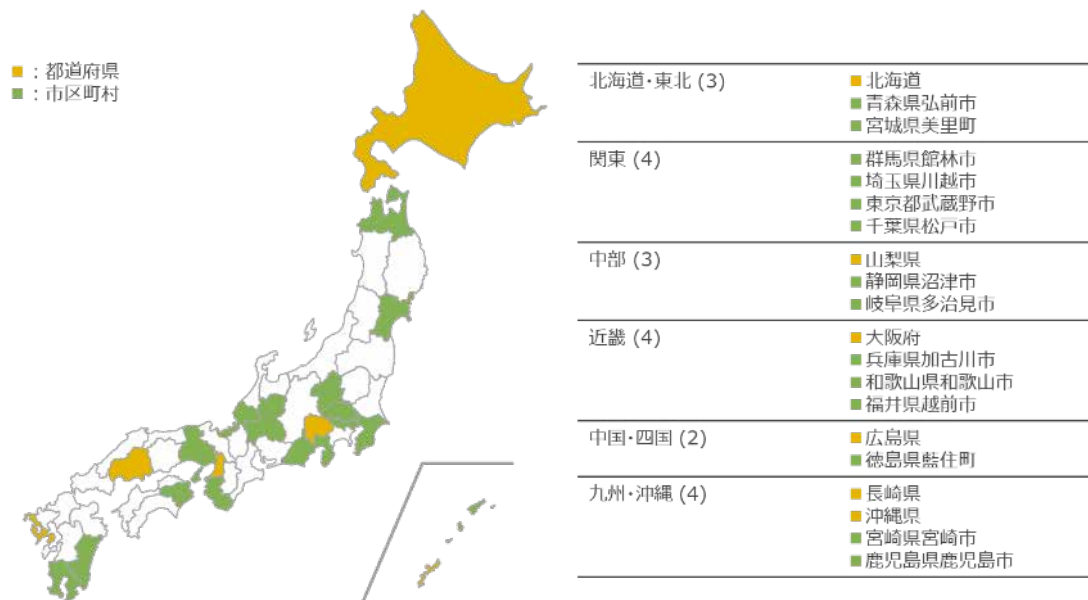 ：都道府県
：市区町村
北海道・東北 (3)
北海道
青森県弘前市
宮城県美里町
関東 (4)
群馬県館林市
埼玉県川越市
東京都武蔵野市
千葉県松戸市
中部 (3)
山梨県
静岡県沼津市
岐阜県多治見市
近畿 (4)
大阪府
兵庫県加古川市
和歌山県和歌山市
福井県越前市
中国・四国 (2)
広島県
徳島県藍住町
九州・沖縄 (4)
長崎県
沖縄県
宮崎県宮崎市
鹿児島県鹿児島市